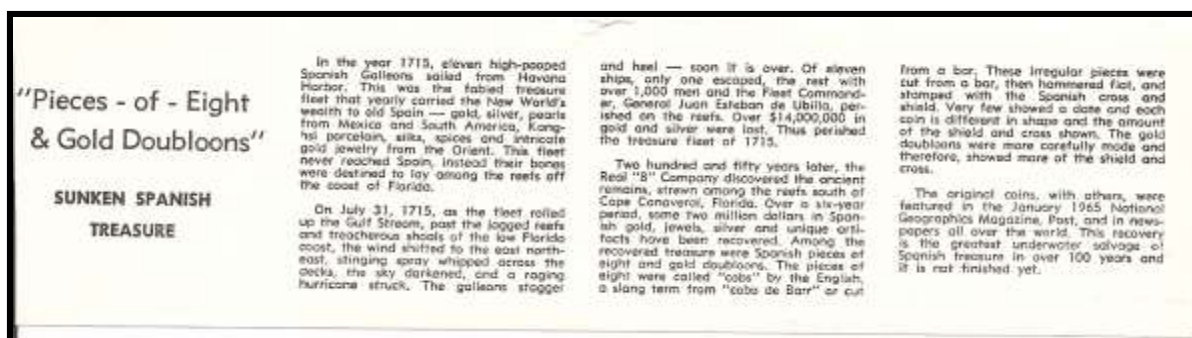 "Pieces - of - Eight
& Gold Doubloons"
SUNKEN SPANISH
TREASURE
In the year 1715, eleven high-pooped
Spanish Galleons sailed from Havana
Harbor. This was the fabled treasure
fleet that yearly carried the New World's
wealth to old Spain — gold, silver, pearls
from Mexico and South America, Kang-
hsi porcelain, silks, spices and intricate
gold jewelry from the Orient. This fleet
never reached Spain, instead their bones
were destined to lay among the reefs off
the coast of Florida.
On July 31, 1715, as the fleet rolled
up the Gulf Stream, past the jagged reefs
and treacherous shoals of the low Florida
coast, the wind shifted to the east north-
east, stinging spray whipped across the
decks, the sky darkened, and a raging
hurricane struck. The galleons stagger
and heel — soon it is over. Of eleven
ships, only one escaped, the rest with
over 1,000 men and the Fleet Command-
er, General Juan Esteban de Ubilla, per-
ished on the reefs. Over $14,000,000 in
gold and silver were lost. Thus perished
the treasure fleet of 1715.
Two hundred and fifty years later, the
Real "8" Company discovered the ancient
remains, strewn among the reefs south of
Cape Canaveral, Florida. Over a six-year
period, some two million dollars in Span-
ish gold, jewels, silver and unique arti-
facts have been recovered. Among the
recovered treasure were Spanish pieces of
eight and gold doubloons. The pieces of
eight were called "cobs" by the English,
a slang term from "cabo de Barr" or cut
from a bar. These irregular pieces were
cut from a bar, then hammered flat, and
stamped with the Spanish cross and
shield. Very few showed a date and each
coin is different in shape and the amount
of the shield and cross shown. The gold
doubloons were more carefully made and
therefore, showed more of the shield and
cross.
The original coins, with others, were
featured in the January 1965 National
Geographics Magazine, Post, and in news-
papers all over the world. This recovery
is the greatest underwater salvage of
Spanish treasure in over 100 years and
it is not finished yet.